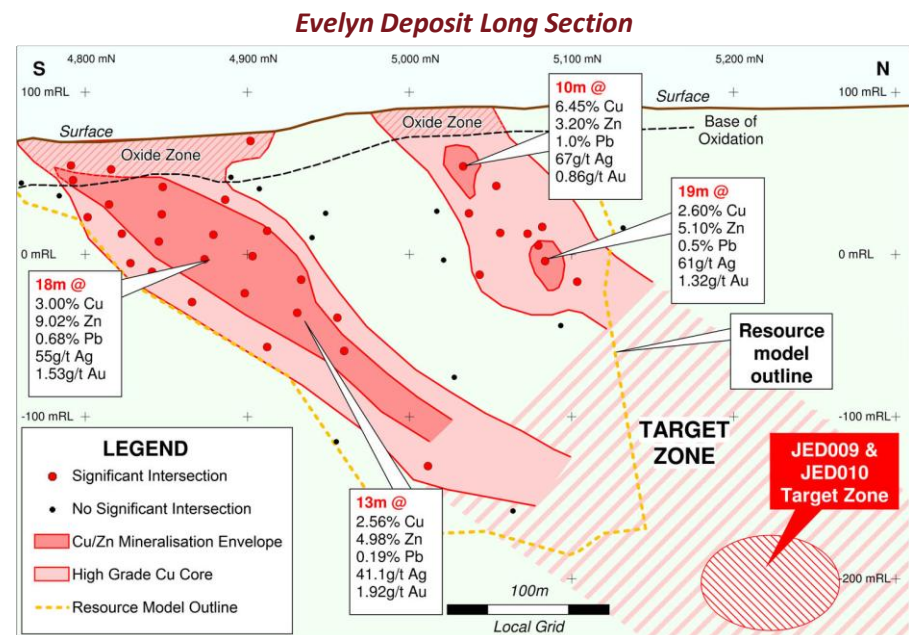 Evelyn Deposit Long Section
4,800 mN
4,900 mN
5,000 mN
5,100 mN
5,200 mN
S
N
100 mRL
Surface
Oxide Zone
Oxide Zone
Surface
Base of
Oxidation
10m @
6.45% Cu
3.20% Zn
1.0% Pb
67g/t Ag
0.86g/t Au
19m @
2.60% Cu
5.10% Zn
0.5% Pb
61g/t Ag
1.32g/t Au
100 mRL
0 mRL
0 mRL
18m @
3.00% Cu
9.02% Zn
0.68% Pb
55g/t Ag
1.53g/t Au
Resource
model
outline
-100 mRL
-100 mRL
TARGET
ZONE
JED009 &
JED010
Target Zone
LEGEND
Significant Intersection
No Significant Intersection
Cu/Zn Mineralisation Envelope
High Grade Cu Core
Resource Model Outline
13m @
2.56% Cu
4.98% Zn
0.19% Pb
41.1g/t Ag
1.92g/t Au
100m
Local Grid
-200 mRL